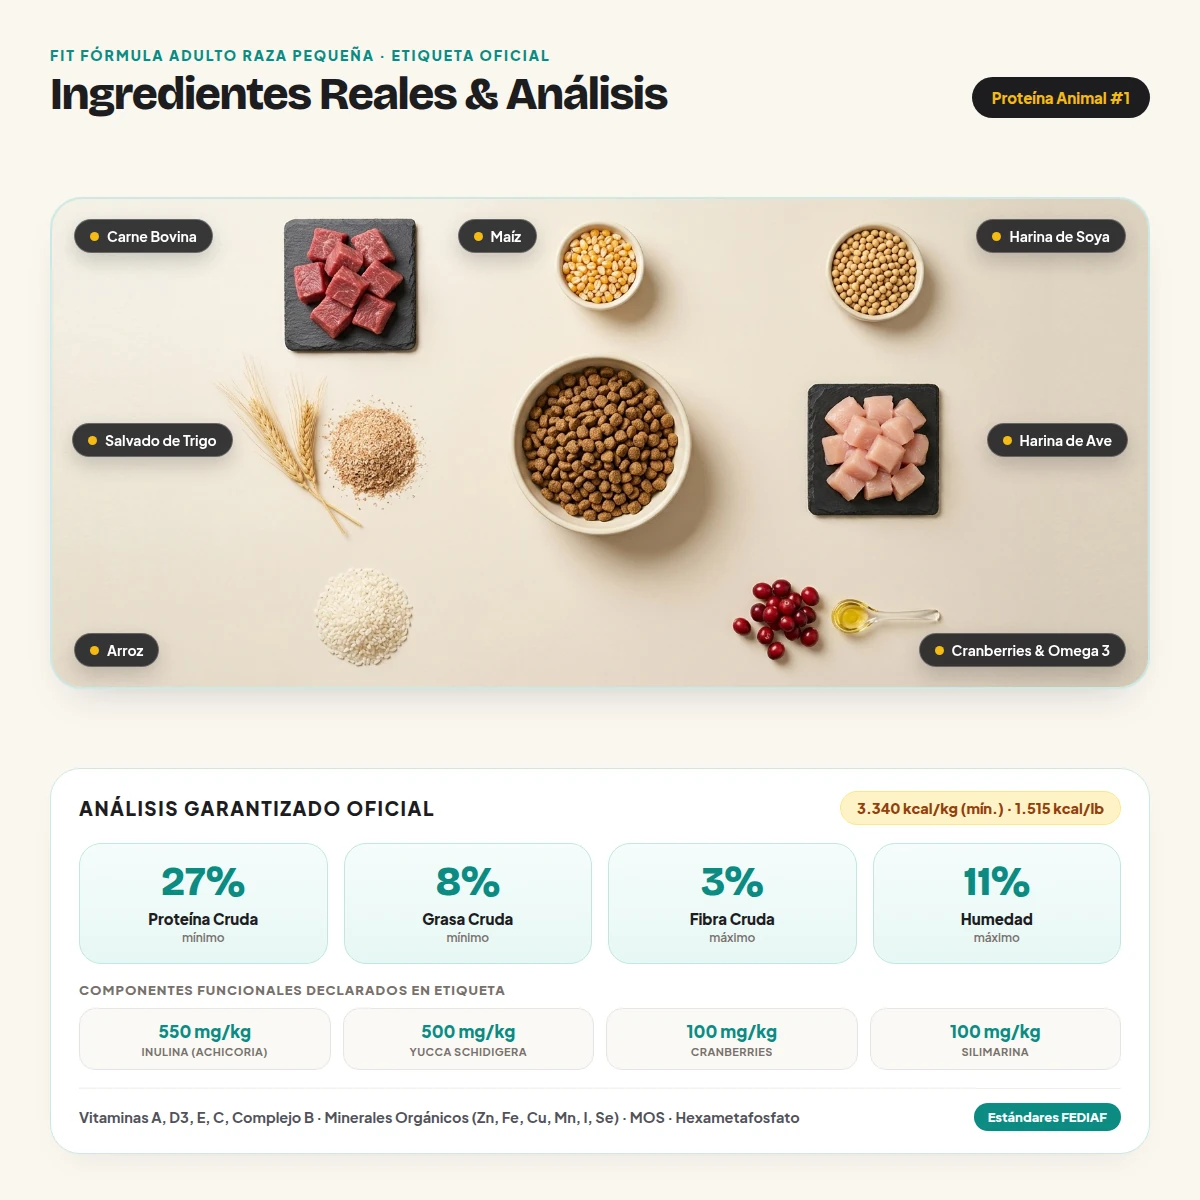 FIT FÓRMULA ADULTO RAZA PEQUEÑA · ETIQUETA OFICIAL
Ingredientes Reales & Análisis
Proteína Animal #1
Carne Bovina
Maíz
Harina de Soya
Salvado de Trigo
Harina de Ave
Arroz
Cranberries & Omega 3
ANÁLISIS GARANTIZADO OFICIAL
3.340 kcal/kg (mín.) · 1.515 kcal/lb
27%
Proteína Cruda
mínimo
8%
Grasa Cruda
mínimo
3%
Fibra Cruda
máximo
11%
Humedad
máximo
COMPONENTES FUNCIONALES DECLARADOS EN ETIQUETA
550 mg/kg
INULINA (ACHICORIA)
500 mg/kg
YUCCA SCHIDIGERA
100 mg/kg
CRANBERRIES
100 mg/kg
SILIMARINA
Vitaminas A, D3, E, C, Complejo B · Minerales Orgánicos (Zn, Fe, Cu, Mn, I, Se) · MOS · Hexametafosfato
Estándares FEDIAF